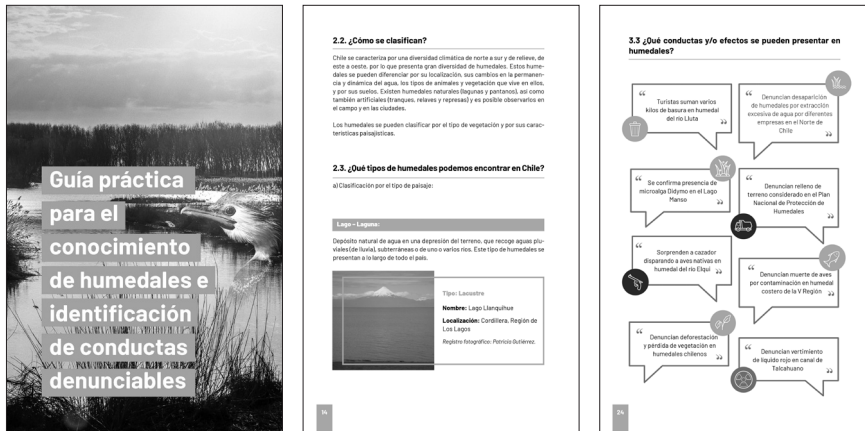 Guía práctica
para el
conocimiento
de humedales e
identificación
de conductas
denunciables
2.2. ¿Cómo se clasifican?
Chile se caracteriza por una diversidad climática de norte a sur y de relieve, de
este a oeste, por lo que presenta gran diversidad de humedales. Estos hume-
dales se pueden diferenciar por su localización, sus cambios en la permanen-
cia y dinámica del agua, los tipos de animales y vegetación que vive en ellos,
y por sus suelos. Existen humedales naturales (lagunas y pantanos), así como
también artificiales (tranques, relaves y represas) y es posible observarlos en
el campo y en las ciudades.
Los humedales se pueden clasificar por el tipo de vegetación y por sus carac-
terísticas paisajísticas.
2.3. ¿Qué tipos de humedales podemos encontrar en Chile?
a) Clasificación por el tipo de paisaje:
Lago - Laguna:
Depósito natural de agua en una depresión del terreno, que recoge aguas plu-
viales (de lluvia), subterráneas o de uno o varios ríos. Este tipo de humedales se
presentan a lo largo de todo el país.
Tipo: Lacustre
Nombre: Lago Llanquihue
Localización: Cordillera, Región de
Los Lagos
Registro fotográfico: Patricio Gutiérrez.
14
3.3 ¿Qué conductas y/o efectos se pueden presentar en
humedales?
“ Turistas suman varios
kilos de basura en humedal
del río Lluta ”
“ Denuncian desaparición
de humedales por extracción
excesiva de agua por diferentes
empresas en el Norte de
Chile ”
“ Se confirma presencia de
microalga Didymo en el Lago
Manso ”
“ Denuncian relleno de
terreno considerado en el Plan
Nacional de Protección de
Humedales ”
“ Sorprenden a cazador
disparando a aves nativas en
humedal del río Elqui ”
“ Denuncian muerte de aves
por contaminación en humedal
costero de la V Región ”
“ Denuncian deforestación
y pérdida de vegetación en
humedales chilenos ”
“ Denuncian vertimiento
de líquido rojo en canal de
Talcahuano ”
24